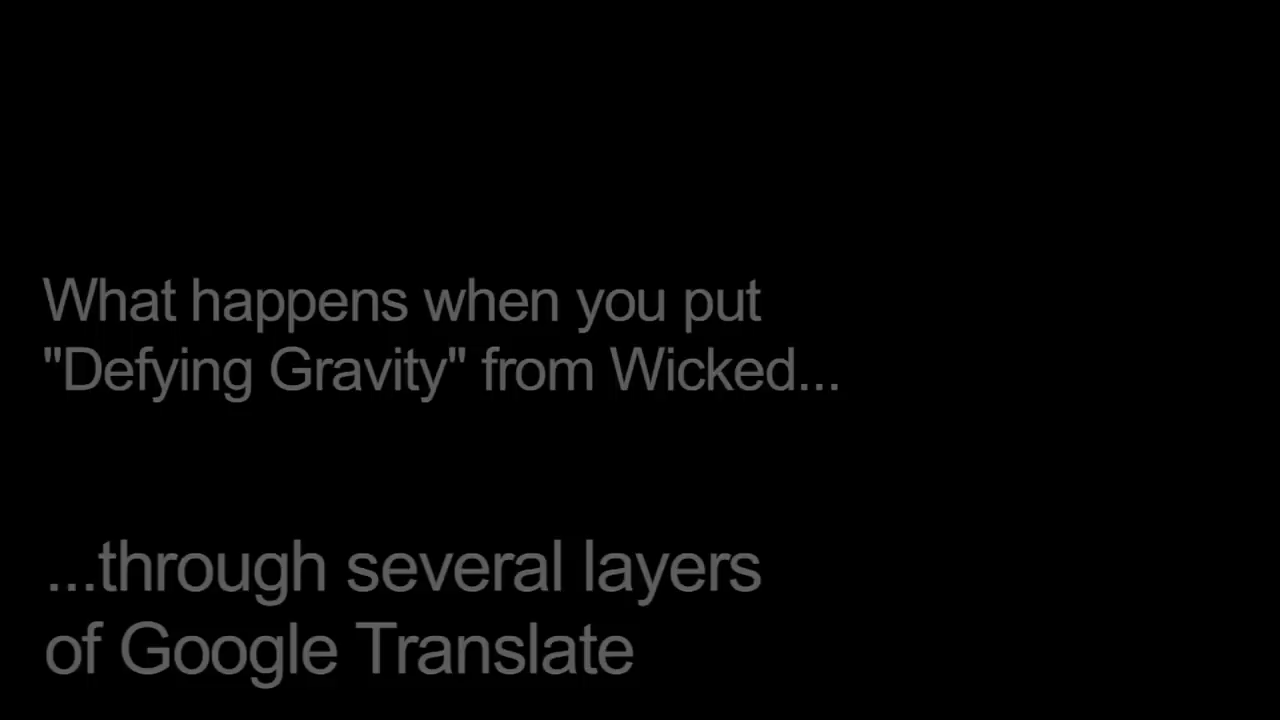 What happens when you put
"Defying Gravity" from Wicked...
...through several layers
of Google Translate